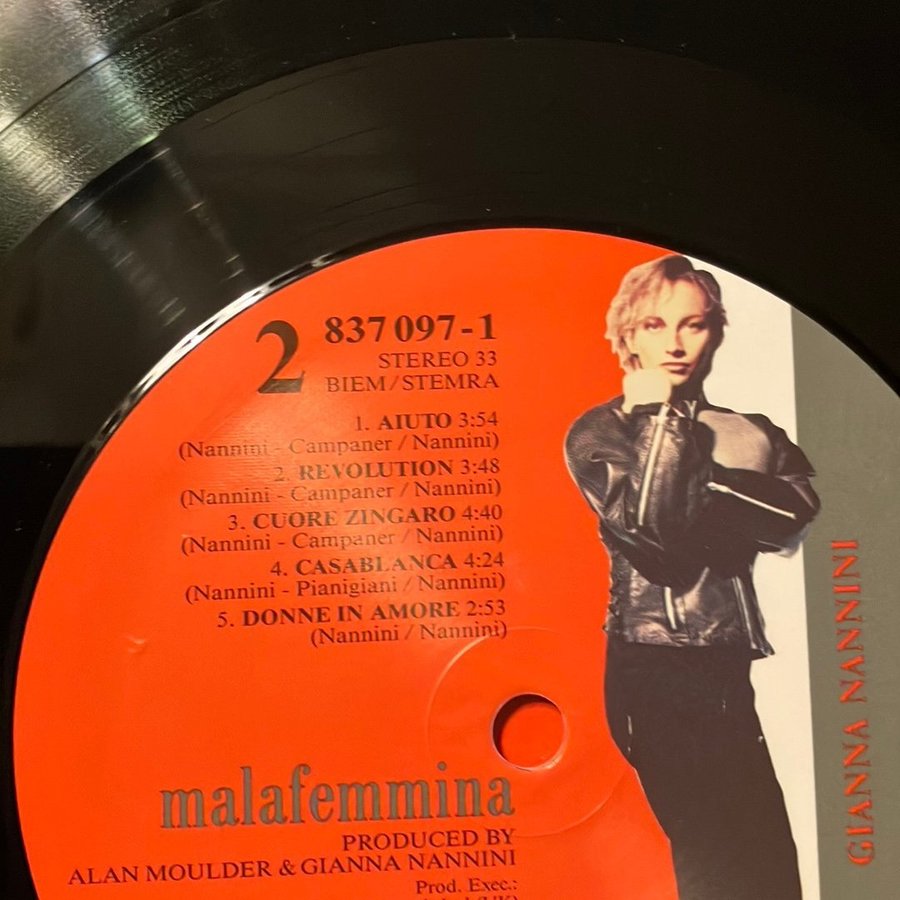 2
837 097-1
STEREO 33
BIEM/STEMRA
1. AIUTO 3:54
(Nannini - Campaner / Nannini)
2. REVOLUTION 3:48
(Nannini - Campaner / Nannini)
3. CUORE ZINGARO 4:40
(Nannini - Campaner / Nannini)
4. CASABLANCA 4:24
(Nannini - Pianigiani / Nannini)
5. DONNE IN AMORE 2:53
(Nannini / Nannini)
malafemmina
PRODUCED BY
ALAN MOULDER & GIANNA NANNINI
Prod. Exec.:
GIANNA NANNINI